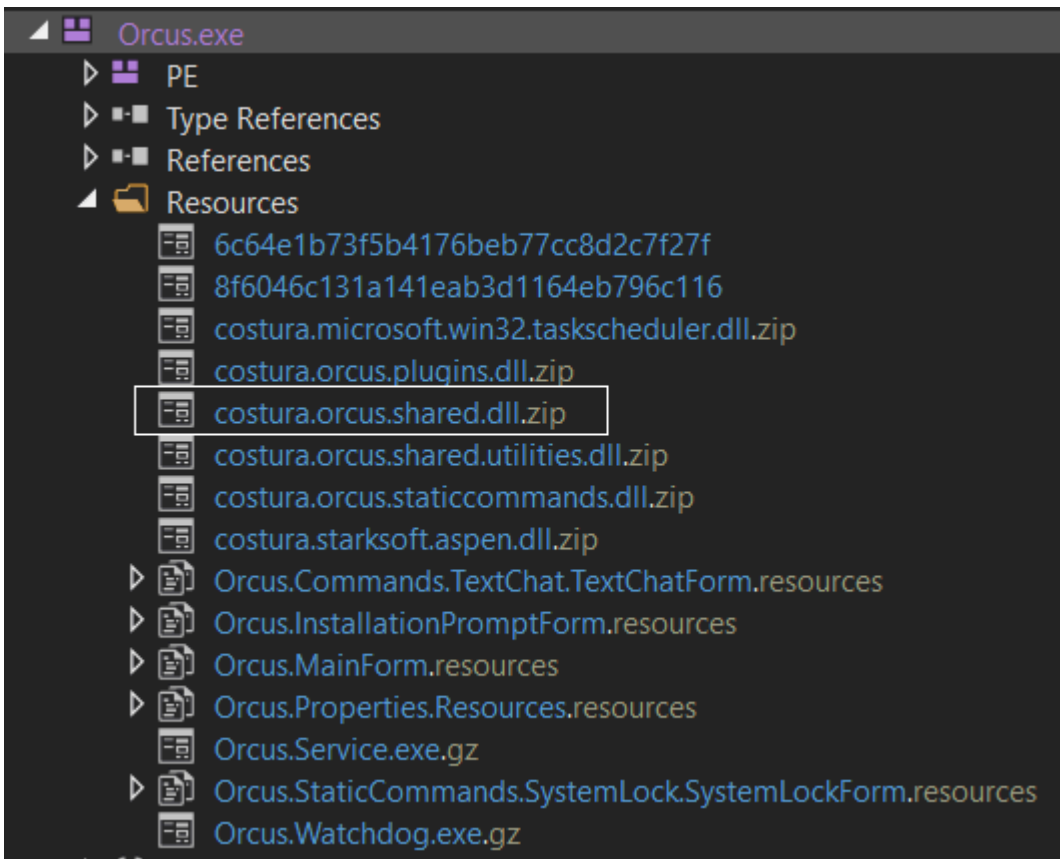 Orcus.exe
PE
Type References
References
Resources
6c64e1b73f5b4176beb77cc8d2c7f27f
8f6046c131a141eab3d1164eb796c116
costura.microsoft.win32.taskscheduler.dll.zip
costura.orcus.plugins.dll.zip
costura.orcus.shared.dll.zip
costura.orcus.shared.utilities.dll.zip
costura.orcus.staticcommands.dll.zip
costura.starksoft.aspen.dll.zip
Orcus.Commands.TextChat.TextChatForm.resources
Orcus.InstallationPromptForm.resources
Orcus.MainForm.resources
Orcus.Properties.Resources.resources
Orcus.Service.exe.gz
Orcus.StaticCommands.SystemLock.SystemLockForm.resources
Orcus.Watchdog.exe.gz